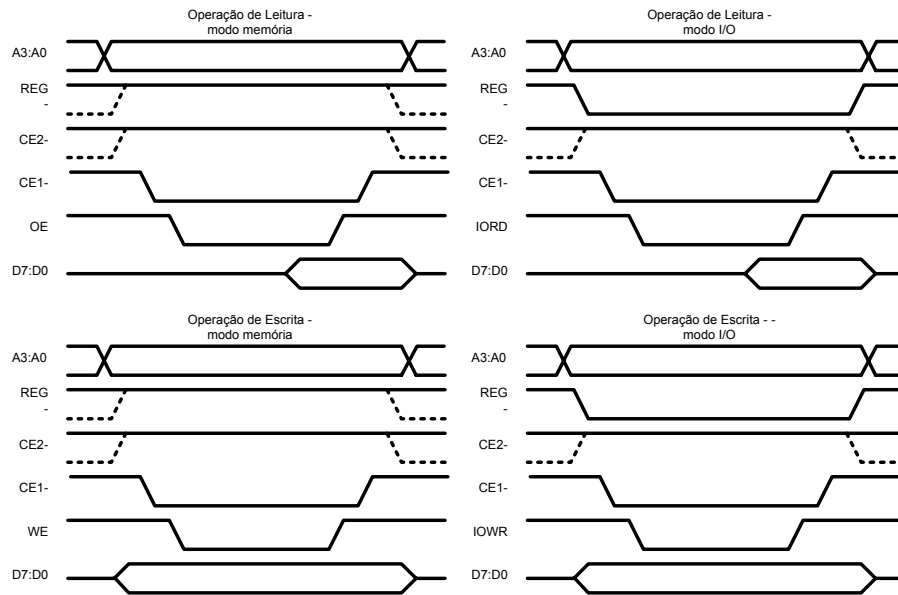 Operação de Leitura -
modo memória
A3:A0
REG
-
CE2-
CE1-
OE
D7:D0
Operação de Leitura -
modo I/O
A3:A0
REG
-
CE2-
CE1-
IORD
D7:D0
Operação de Escrita -
modo memória
A3:A0
REG
-
CE2-
CE1-
WE
D7:D0
Operação de Escrita - -
modo I/O
A3:A0
REG
-
CE2-
CE1-
IOWR
D7:D0